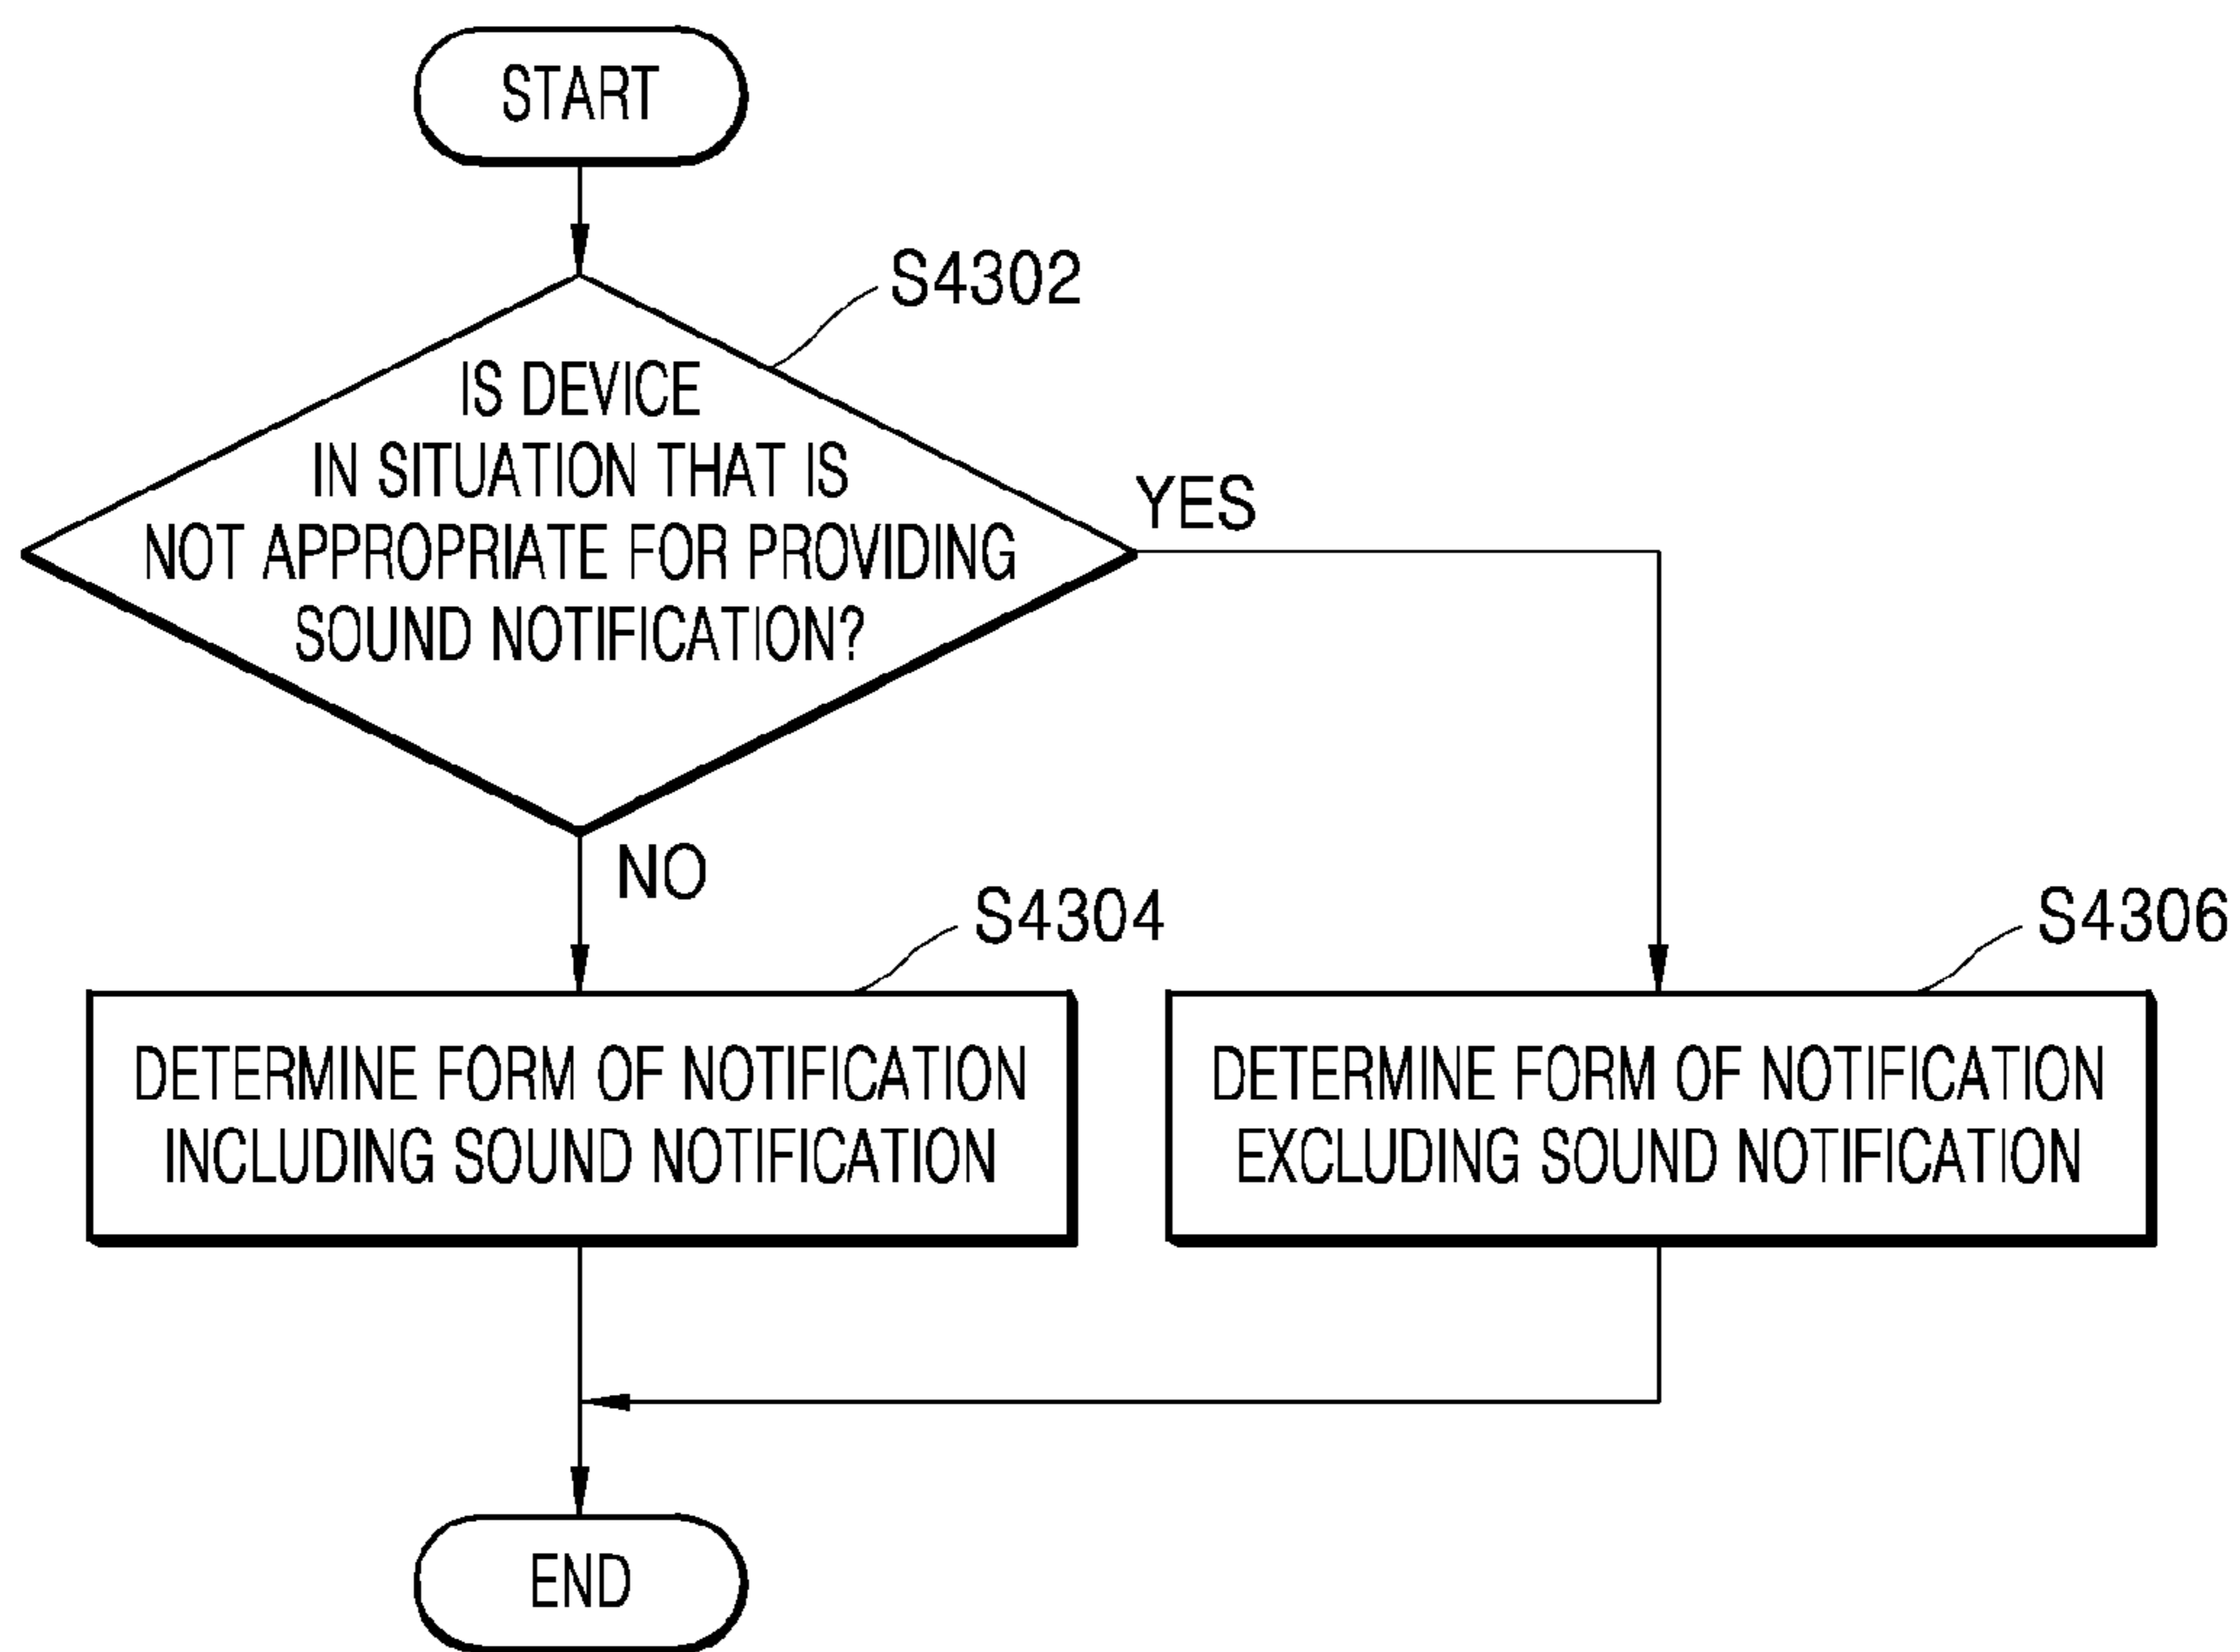 START
S4302
IS DEVICE
IN SITUATION THAT IS
NOT APPROPRIATE FOR PROVIDING
SOUND NOTIFICATION?
YES
NO
S4304
DETERMINE FORM OF NOTIFICATION
INCLUDING SOUND NOTIFICATION
S4306
DETERMINE FORM OF NOTIFICATION
EXCLUDING SOUND NOTIFICATION
END